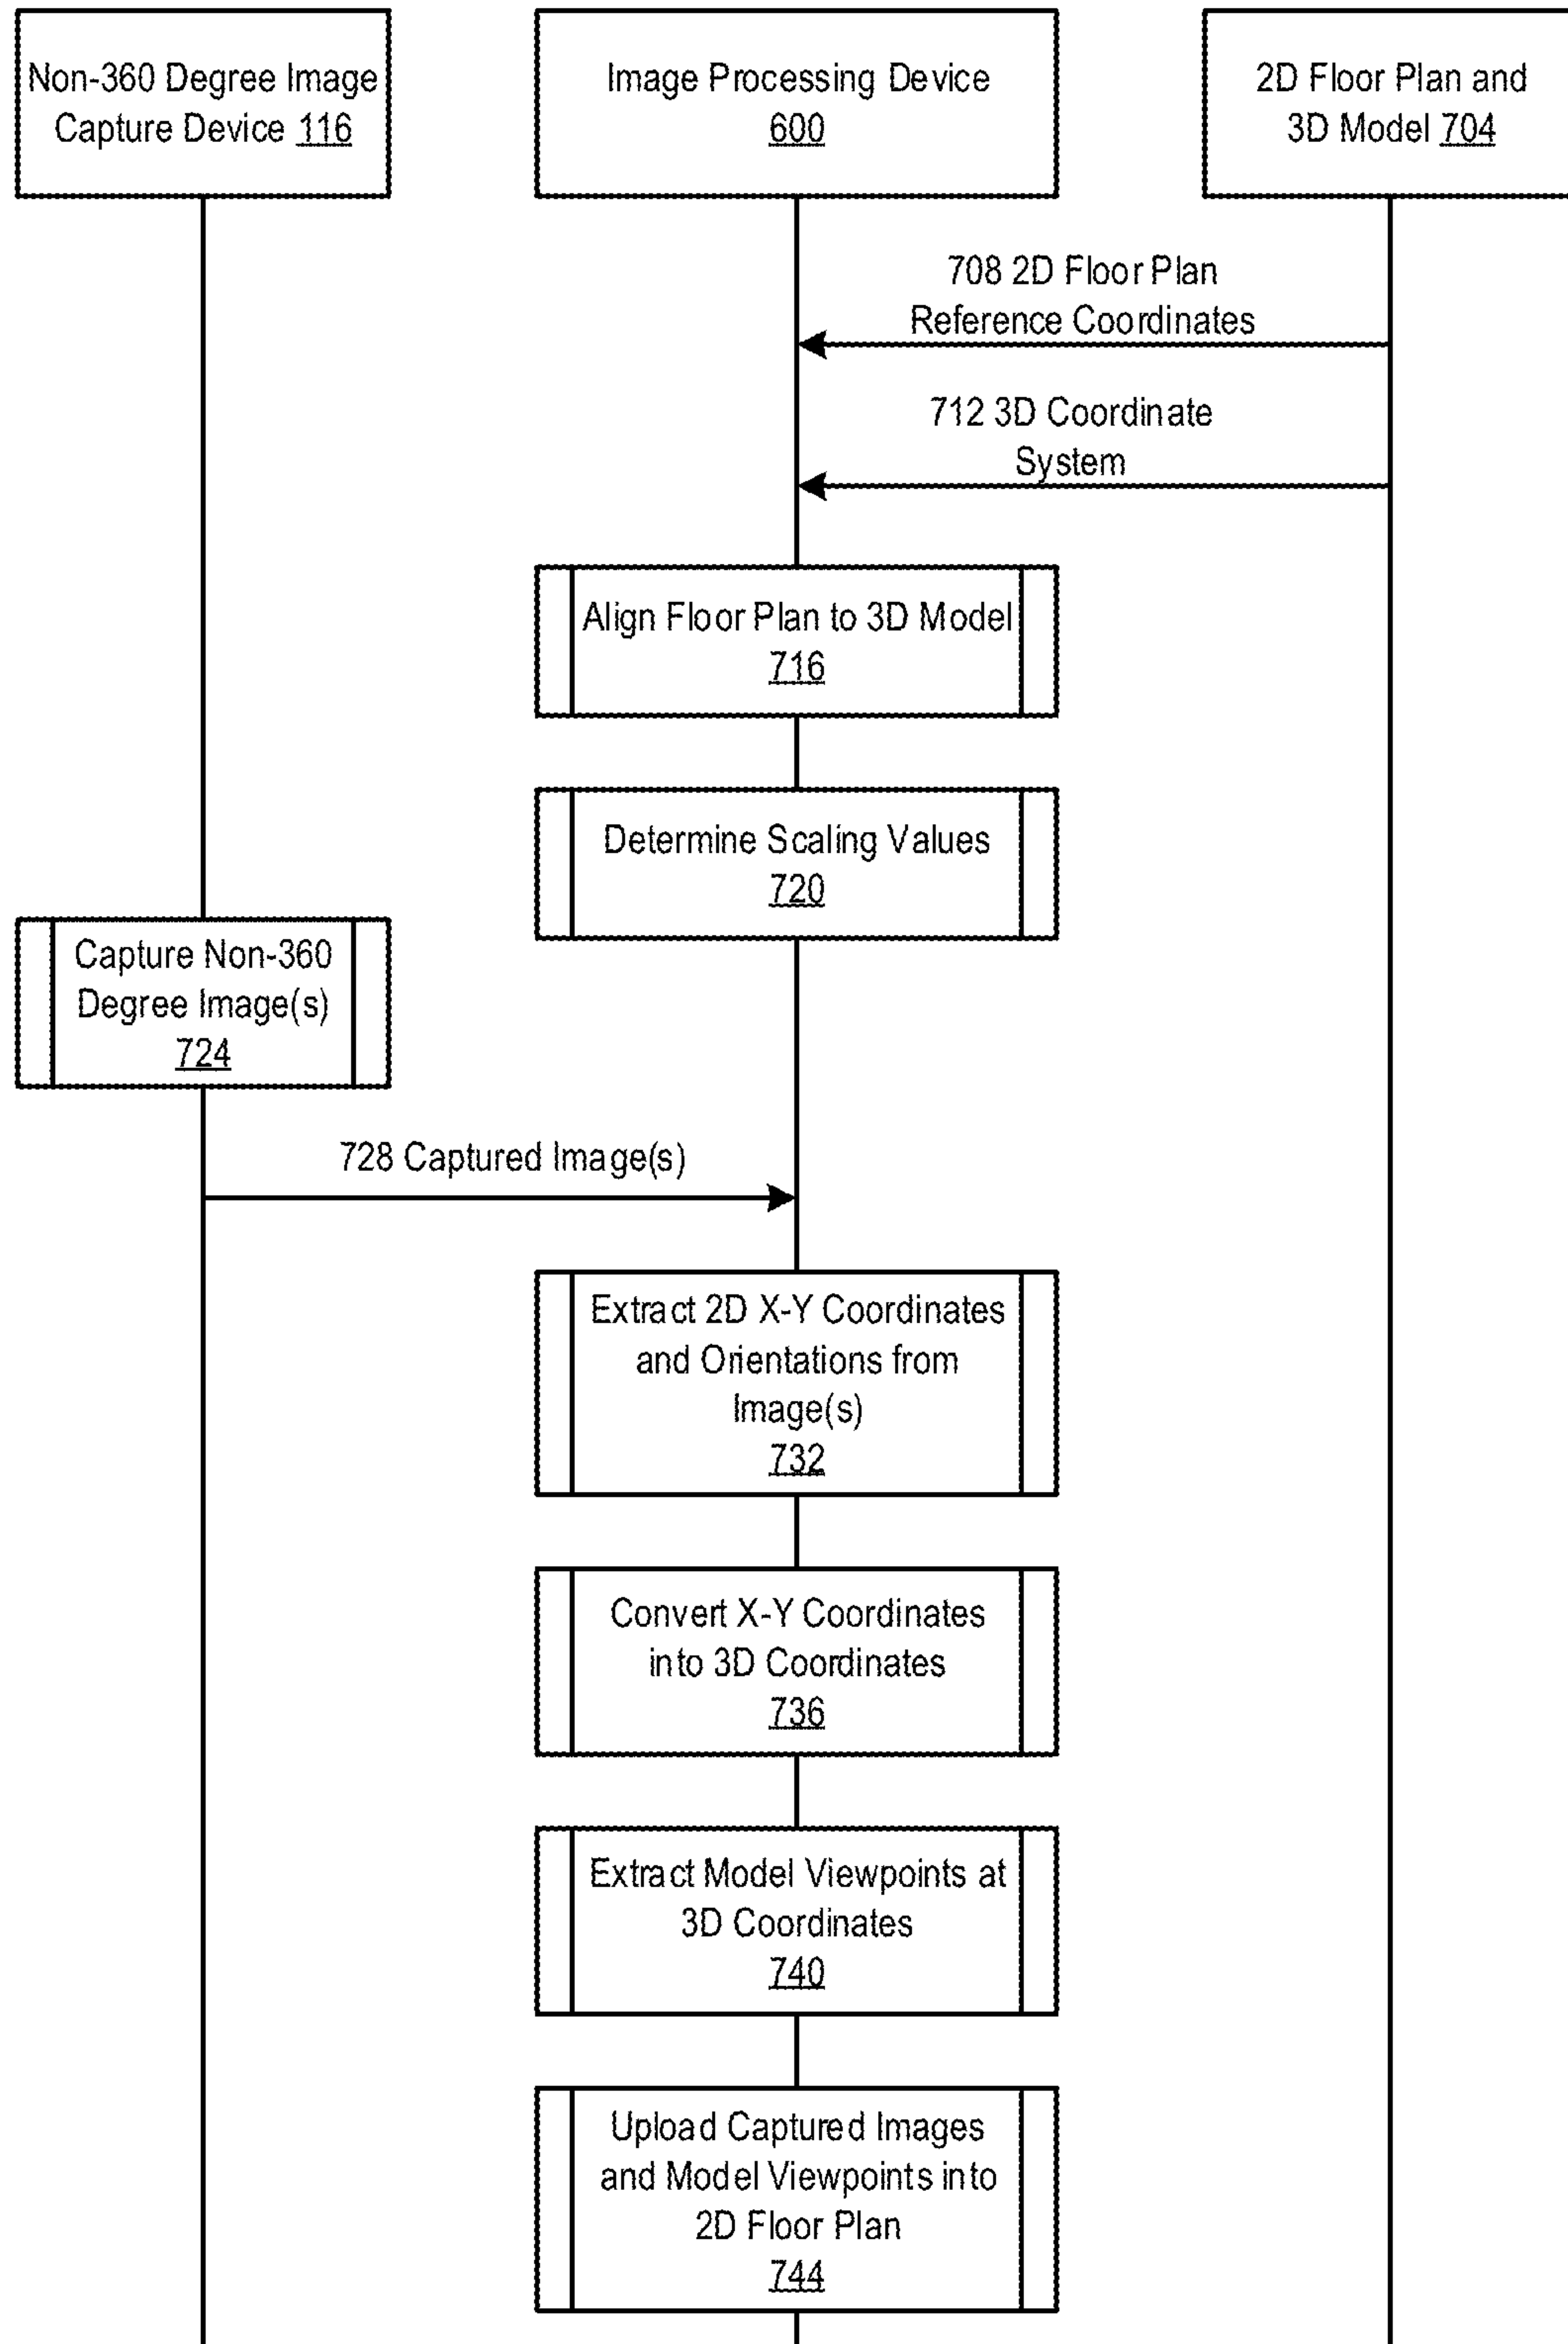 Non-360 Degree Image
Capture Device 116
Image Processing Device
600
2D Floor Plan and
3D Model 704
708 2D Floor Plan
Reference Coordinates
712 3D Coordinate
System
Align Floor Plan to 3D Model
716
Determine Scaling Values
720
Capture Non-360
Degree Image(s)
724
728 Captured Image(s)
Extract 2D X-Y Coordinates
and Orientations from
Image(s)
732
Convert X-Y Coordinates
into 3D Coordinates
736
Extract Model Viewpoints at
3D Coordinates
740
Upload Captured Images
and Model Viewpoints into
2D Floor Plan
744